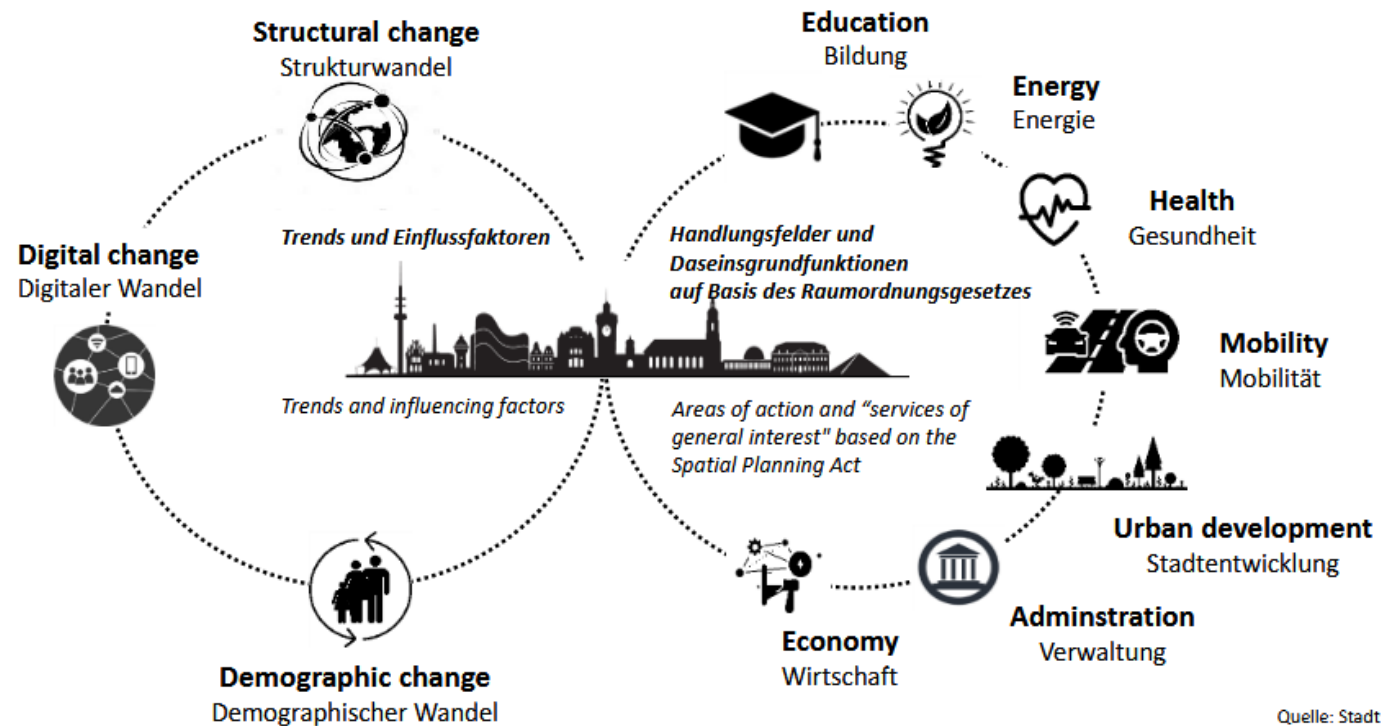 Structural change
Strukturwandel
Digital change
Digitaler Wandel
Demographic change
Demographischer Wandel
Trends und Einflussfaktoren
Trends and influencing factors
Handlungsfelder und
Daseinsgrundfunktionen
auf Basis des Raumordnungsgesetzes
Areas of action and “services of
general interest" based on the
Spatial Planning Act
Education
Bildung
Energy
Energie
Health
Gesundheit
Mobility
Mobilität
Urban development
Stadtentwicklung
Adminstration
Verwaltung
Economy
Wirtschaft
Quelle: Stadt